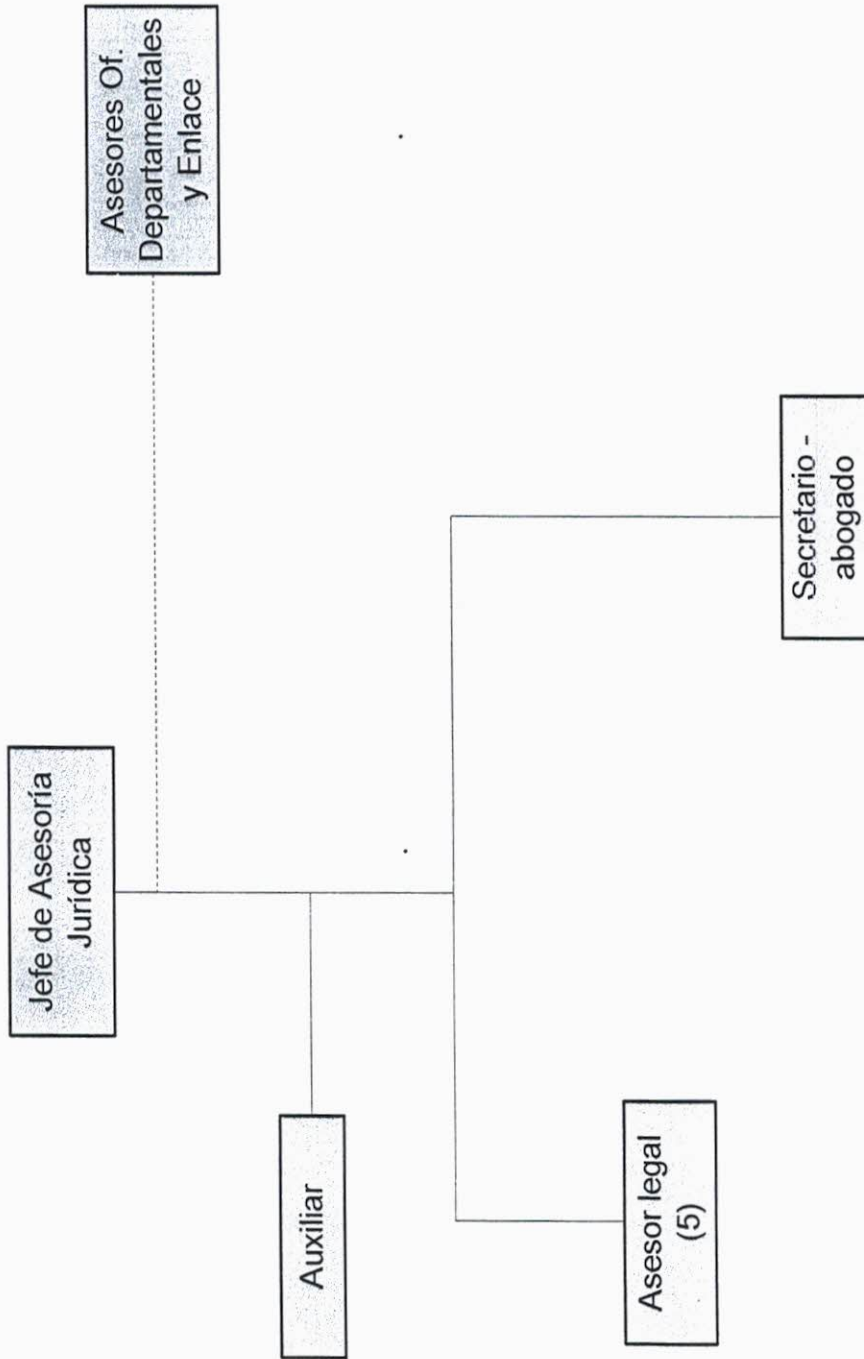 Jefe de Asesoría
Jurídica
Asesores Of.
Departamentales
y Enlace
Auxiliar
Asesor legal
(5)
Secretario -
abogado